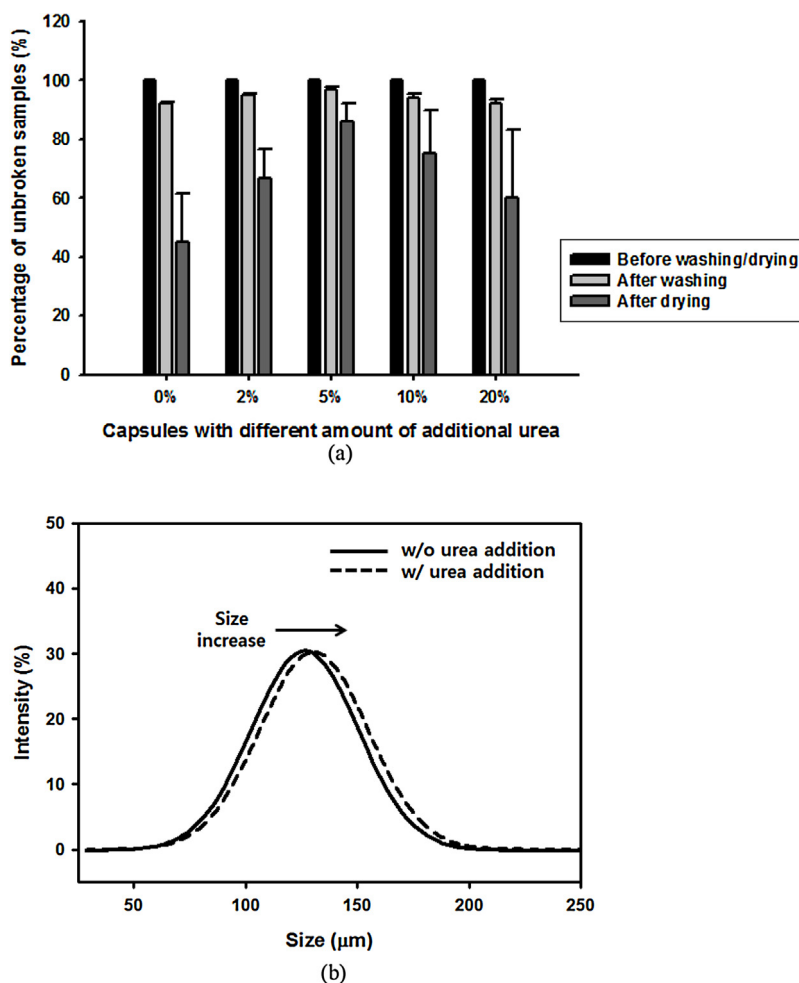 Percentage of unbroken samples (%)
120
100
80
60
40
20
0
0%
2%
5%
10%
20%
Capsules with different amount of additional urea
Before washing/drying
After washing
After drying
(a)
Intensity (%)
50
40
30
20
10
0
w/o urea addition
w/ urea addition
Size
increase
50
100
150
200
250
Size (μm)
(b)